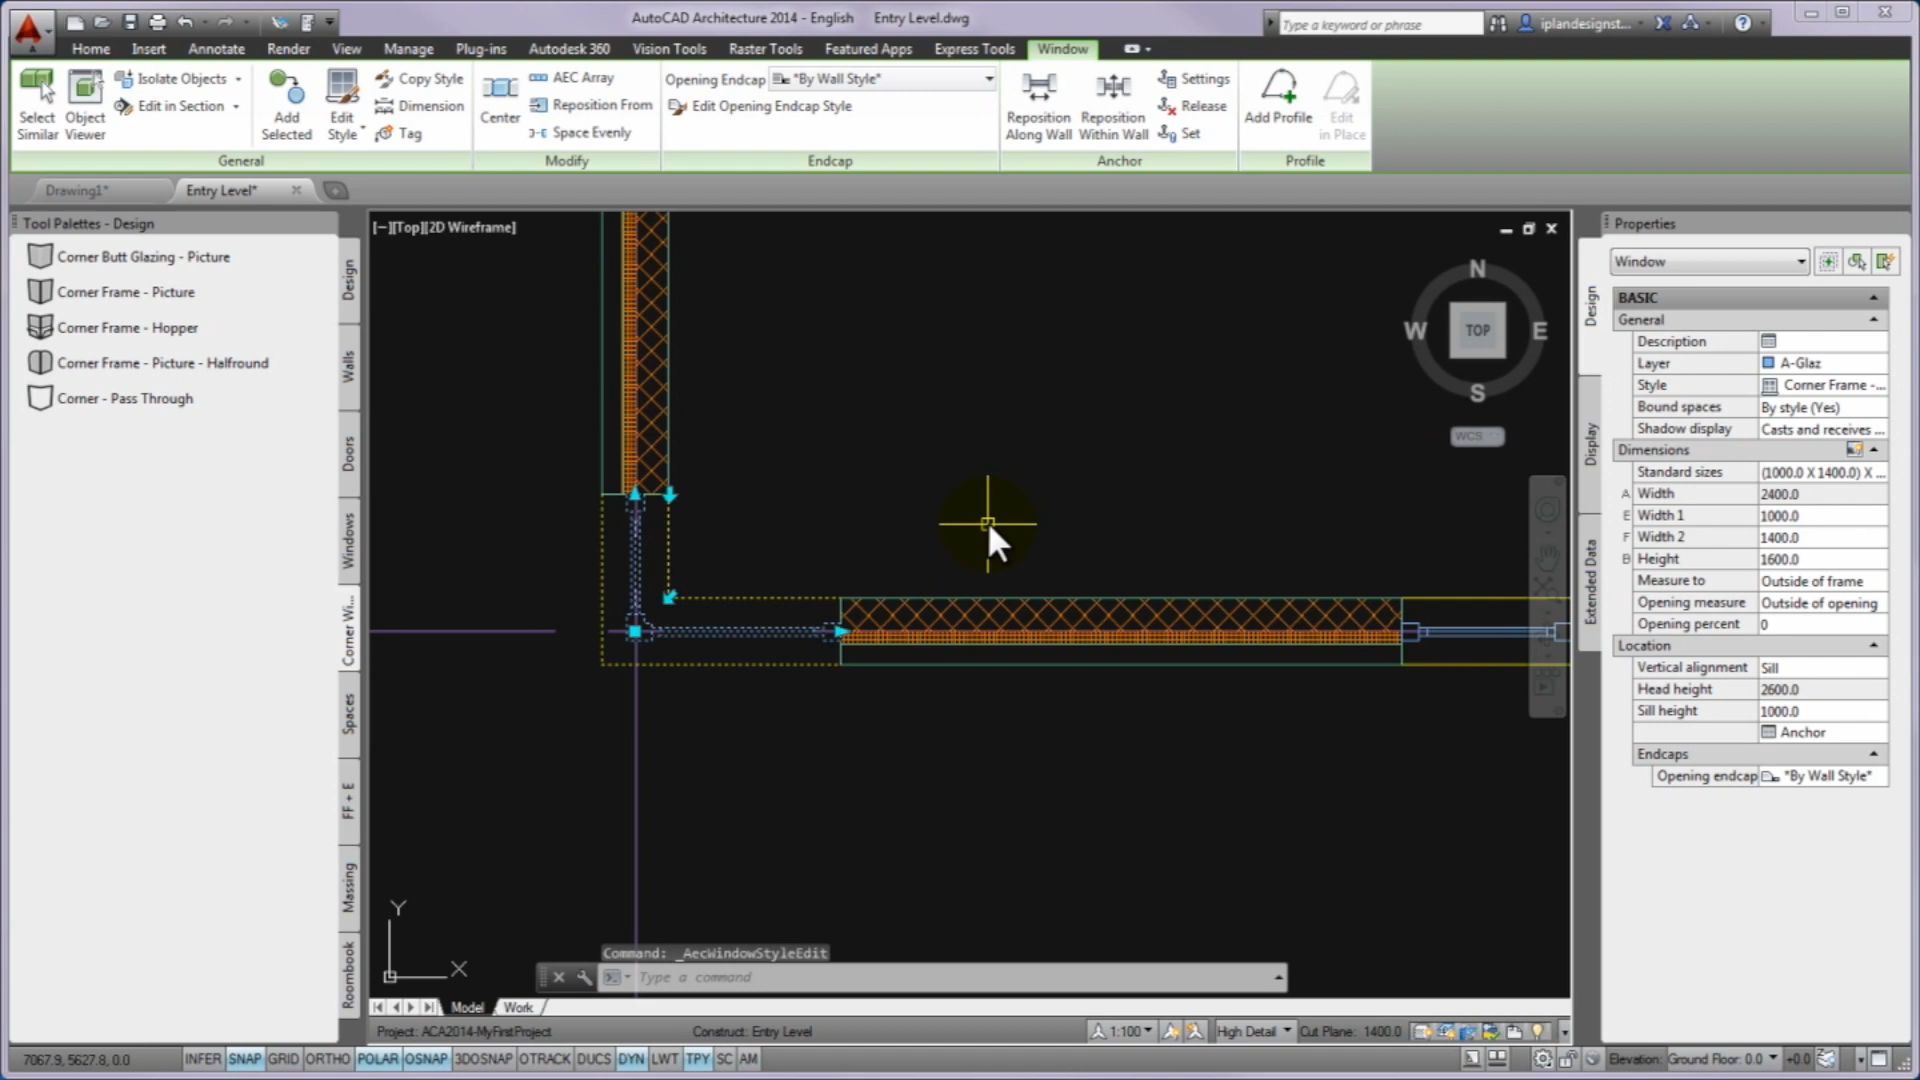 AutoCAD Architecture 2014 - English Entry Level.dwg
Type a keyword or phrase
iplandesignst...
Home Insert Annotate Render View Manage Plug-ins Autodesk 360 Vision Tools Raster Tools Featured Apps Express Tools Window
Select Similar
Object Viewer
Isolate Objects
Edit in Section
Add Selected
Edit Style
Copy Style
Dimension
Tag
General
Center
AEC Array
Reposition From
Space Evenly
Modify
Opening Endcap *By Wall Style*
Edit Opening Endcap Style
Endcap
Reposition Along Wall
Reposition Within Wall
Settings
Release
Set
Anchor
Add Profile
Edit in Place
Profile
Drawing1* Entry Level*
Tool Palettes - Design
Corner Butt Glazing - Picture
Corner Frame - Picture
Corner Frame - Hopper
Corner Frame - Picture - Halfround
Corner - Pass Through
Design
Walls
Doors
Windows
Corner Wi...
Spaces
FF + E
Massing
Roombook
[−][Top][2D Wireframe]
N
W TOP E
S
WCS
Y
X
Command: _AecWindowStyleEdit
Type a command
Model Work
Project: ACA2014-MyFirstProject Construct: Entry Level 1:100 High Detail Cut Plane: 1400.0
7067.9, 5627.8, 0.0 INFER SNAP GRID ORTHO POLAR OSNAP 3DOSNAP OTRACK DUCS DYN LWT TPY SC AM Elevation: Ground Floor: 0.0 +0.0
Properties
Window
Design
Display
Extended Data
BASIC
General
Description
Layer A-Glaz
Style Corner Frame -...
Bound spaces By style (Yes)
Shadow display Casts and receives ...
Dimensions
Standard sizes (1000.0 X 1400.0) X ...
A Width 2400.0
E Width 1 1000.0
F Width 2 1400.0
B Height 1600.0
Measure to Outside of frame
Opening measure Outside of opening
Opening percent 0
Location
Vertical alignment Sill
Head height 2600.0
Sill height 1000.0
Anchor
Endcaps
Opening endcap *By Wall Style*